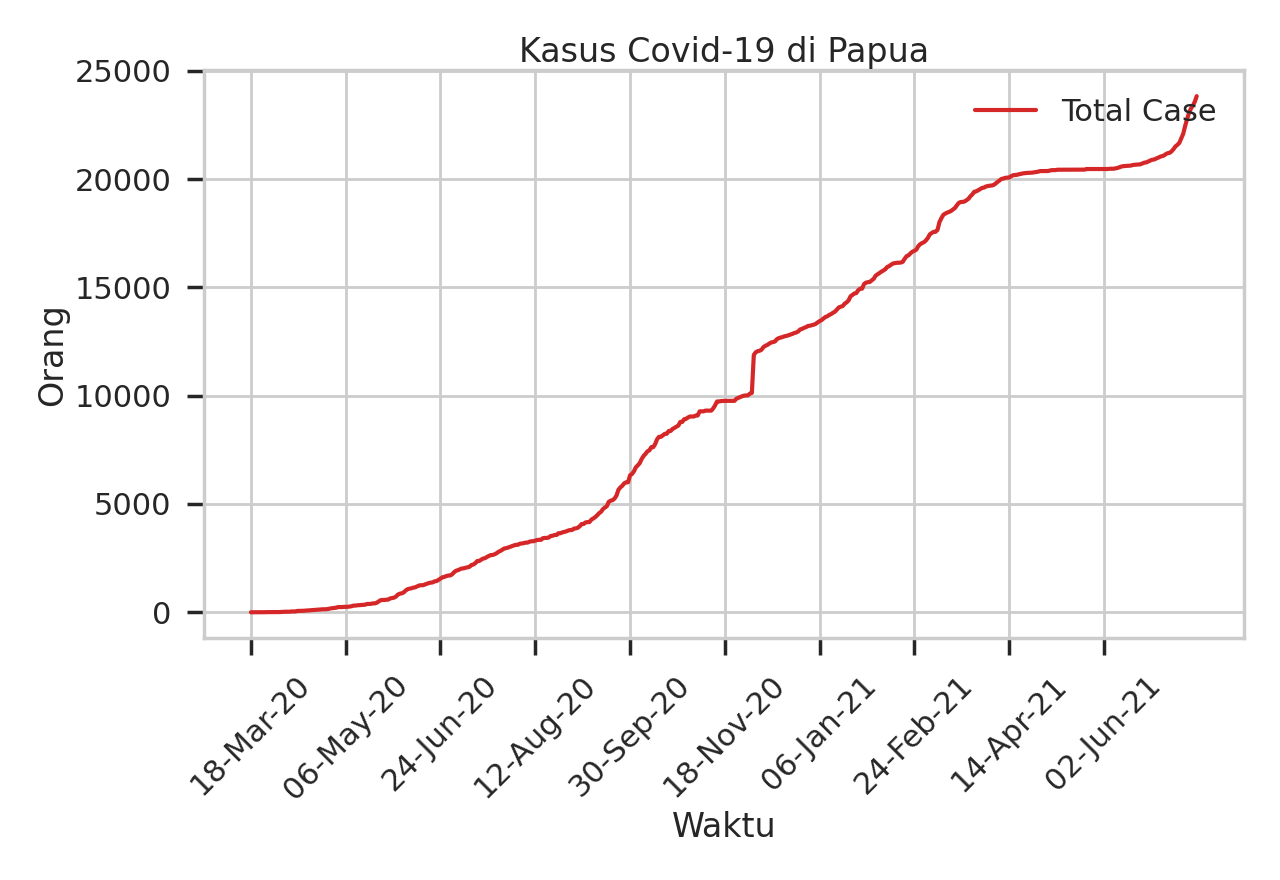 Kasus Covid-19 di Papua
25000
20000
15000
10000
5000
0
Orang
Total Case
18-Mar-20
06-May-20
24-Jun-20
12-Aug-20
30-Sep-20
18-Nov-20
06-Jan-21
24-Feb-21
14-Apr-21
02-Jun-21
Waktu